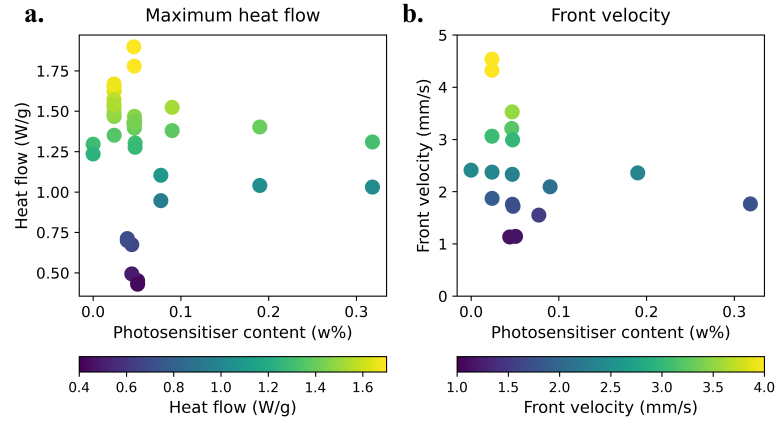 a.
Maximum heat flow
Heat flow (W/g)
1.75
1.50
1.25
1.00
0.75
0.50
0.0 0.1 0.2 0.3
Photosensitiser content (w%)
0.4 0.6 0.8 1.0 1.2 1.4 1.6
Heat flow (W/g)
b.
Front velocity
Front velocity (mm/s)
5
4
3
2
1
0
0.0 0.1 0.2 0.3
Photosensitiser content (w%)
1.0 1.5 2.0 2.5 3.0 3.5 4.0
Front velocity (mm/s)